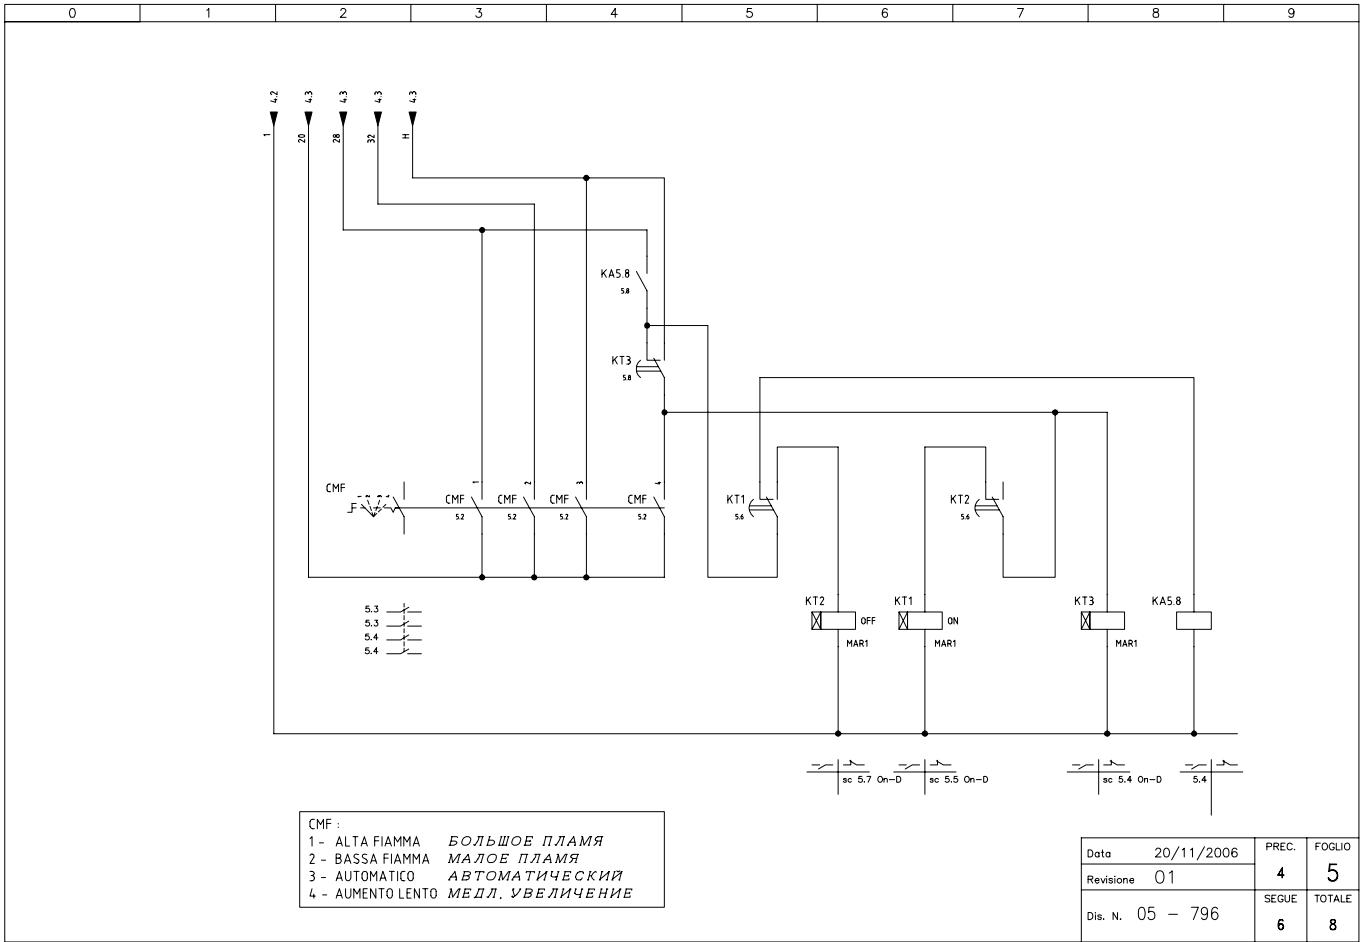 0 1 2 3 4 5 6 7 8 9
4.2 4.3 4.3 4.3 4.3
1 20 28 32 H
KA5.8
5.8
KT3
5.8
1 2 3 4
CMF
CMF CMF CMF CMF
5.2 5.2 5.2 5.2
KT1
5.6
KT2
5.6
5.3
5.3
5.4
5.4
KT2 KT1 KT3 KA5.8
OFF ON
MAR1 MAR1 MAR1
sc 5.7 On-D sc 5.5 On-D sc 5.4 On-D 5.4
CMF :
1 - ALTA FIAMMA БОЛЬШОЕ ПЛАМЯ
2 - BASSA FIAMMA МАЛОЕ ПЛАМЯ
3 - AUTOMATICO АВТОМАТИЧЕСКИЙ
4 - AUMENTO LENTO МЕДЛ. УВЕЛИЧЕНИЕ
Data 20/11/2006 PREC. FOGLIO
Revisione 01 4 5
Dis. N. 05 - 796 SEGUE TOTALE
6 8